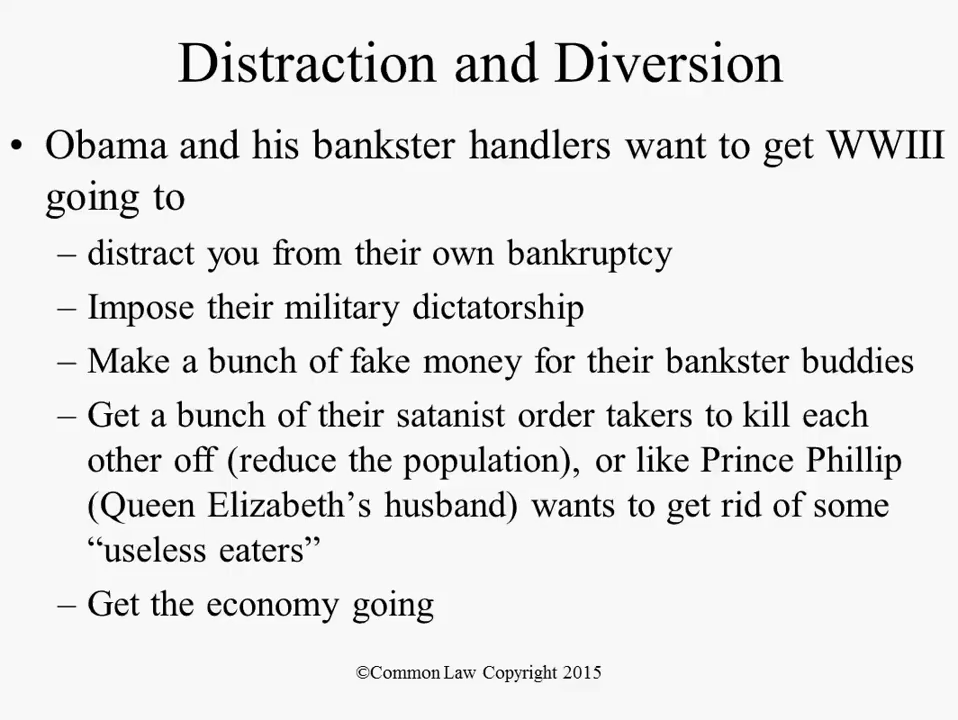 Distraction and Diversion
• Obama and his bankster handlers want to get WWIII
going to
– distract you from their own bankruptcy
– Impose their military dictatorship
– Make a bunch of fake money for their bankster buddies
– Get a bunch of their satanist order takers to kill each
other off (reduce the population), or like Prince Phillip
(Queen Elizabeth’s husband) wants to get rid of some
“useless eaters”
– Get the economy going
©Common Law Copyright 2015